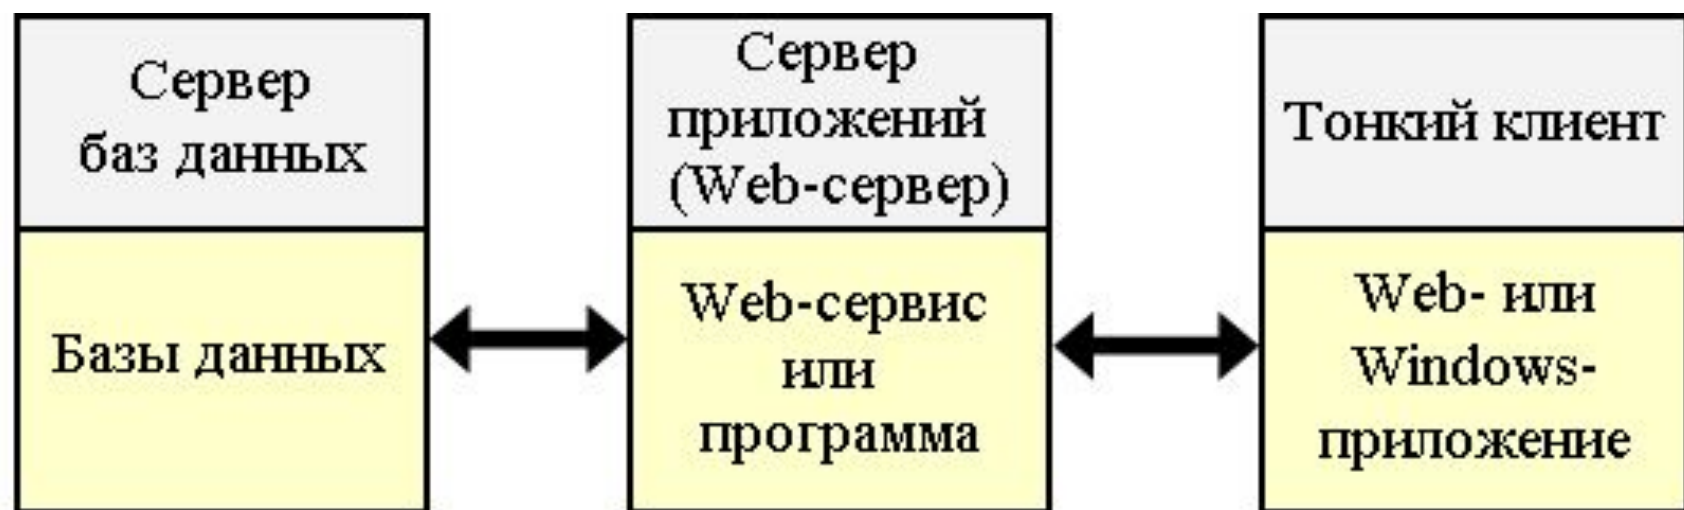 Сервер
баз данных
Базы данных
Сервер
приложений
(Web-сервер)
Web-сервис
или
программа
Тонкий клиент
Web- или
Windows-
приложение